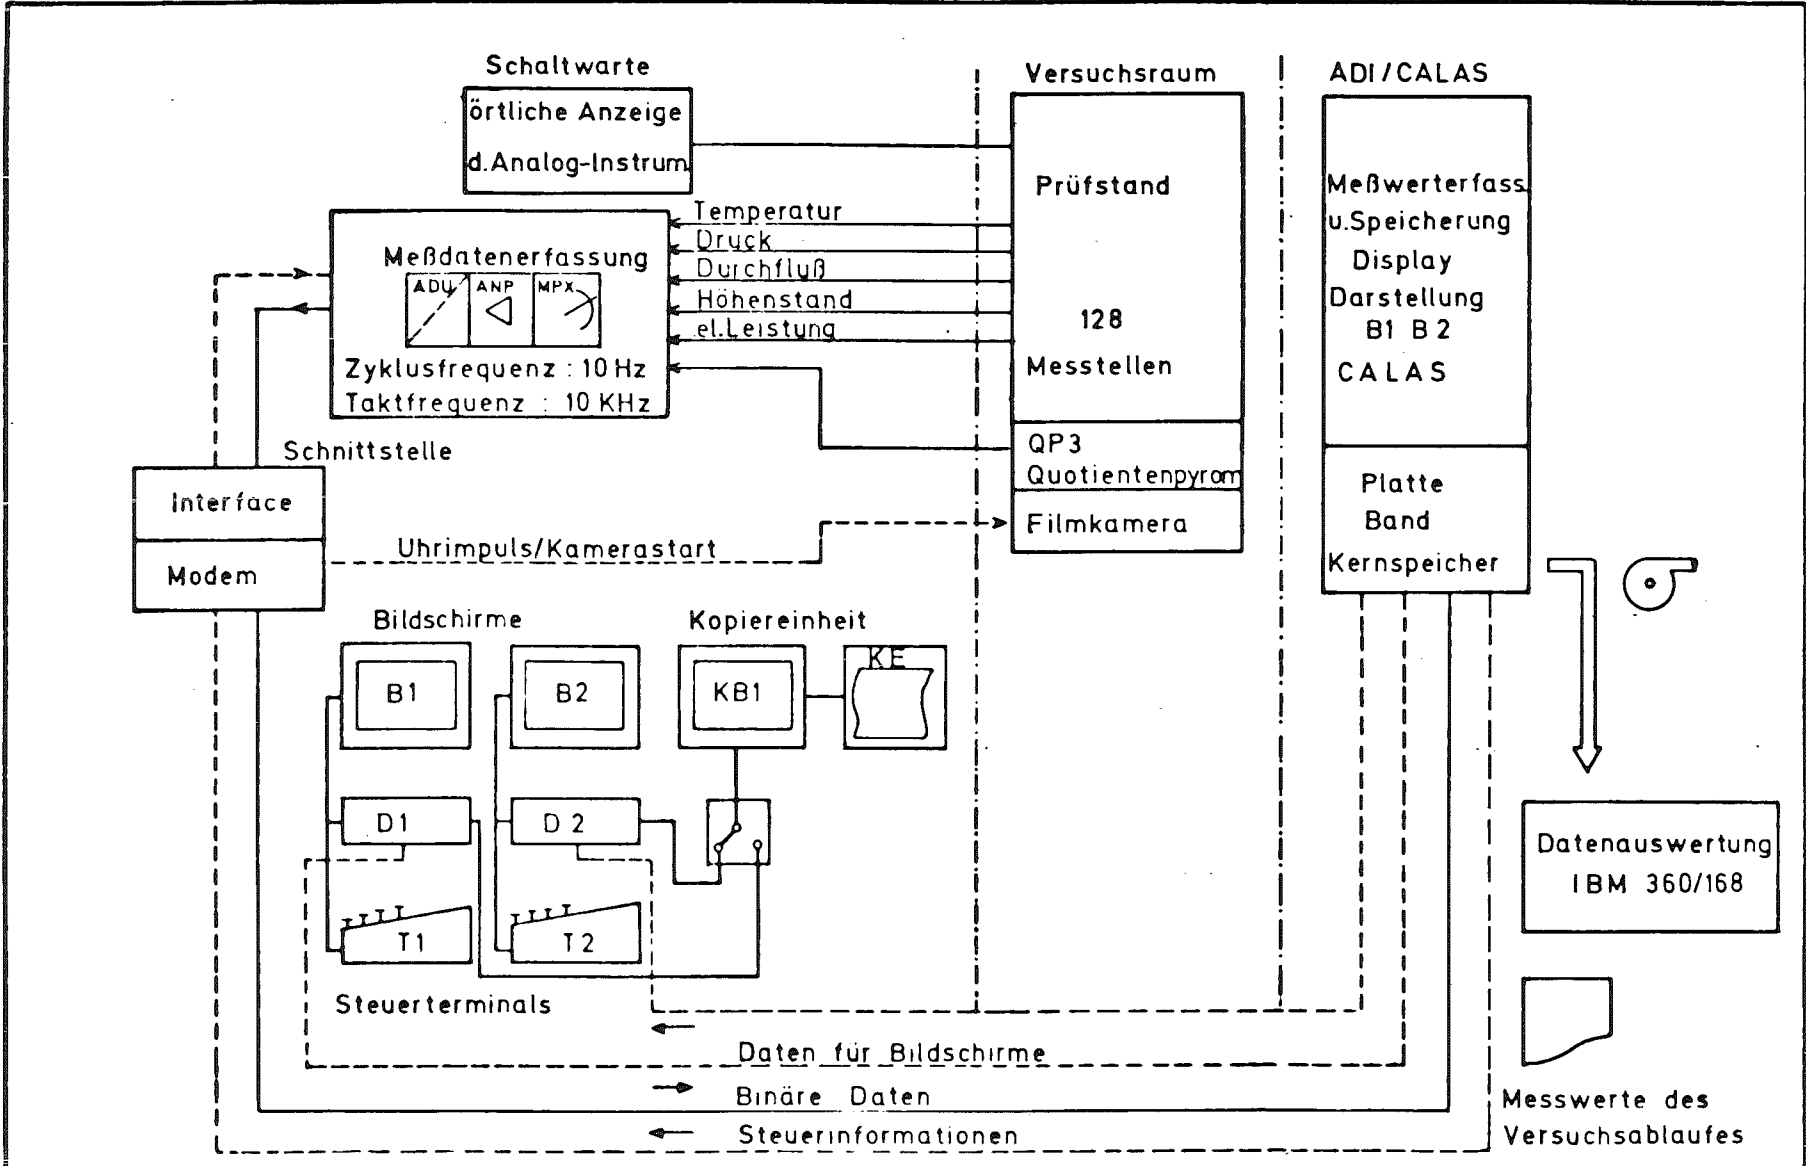 Schaltwarte
örtliche Anzeige
d.Analog-Instrum
Versuchsraum
Prüfstand
128
Messtellen
QP3
Quotientenpyrom
Filmkamera
ADI/CALAS
Meßwerterfass
u.Speicherung
Display
Darstellung
B1 B2
CALAS
Platte
Band
Kernspeicher
Temperatur
Druck
Durchfluß
Höhenstand
el.Leistung
Meßdatenerfassung
ADU ANP MPX
Zyklusfrequenz : 10 Hz
Taktfrequenz : 10 KHz
Schnittstelle
Interface
Modem
Uhrimpuls/Kamerastart
Bildschirme
Kopiereinheit
B1
B2
KB1
KE
D1
D2
T1
T2
Steuerterminals
Datenauswertung
IBM 360/168
Daten für Bildschirme
Binäre Daten
Steuerinformationen
Messwerte des
Versuchsablaufes